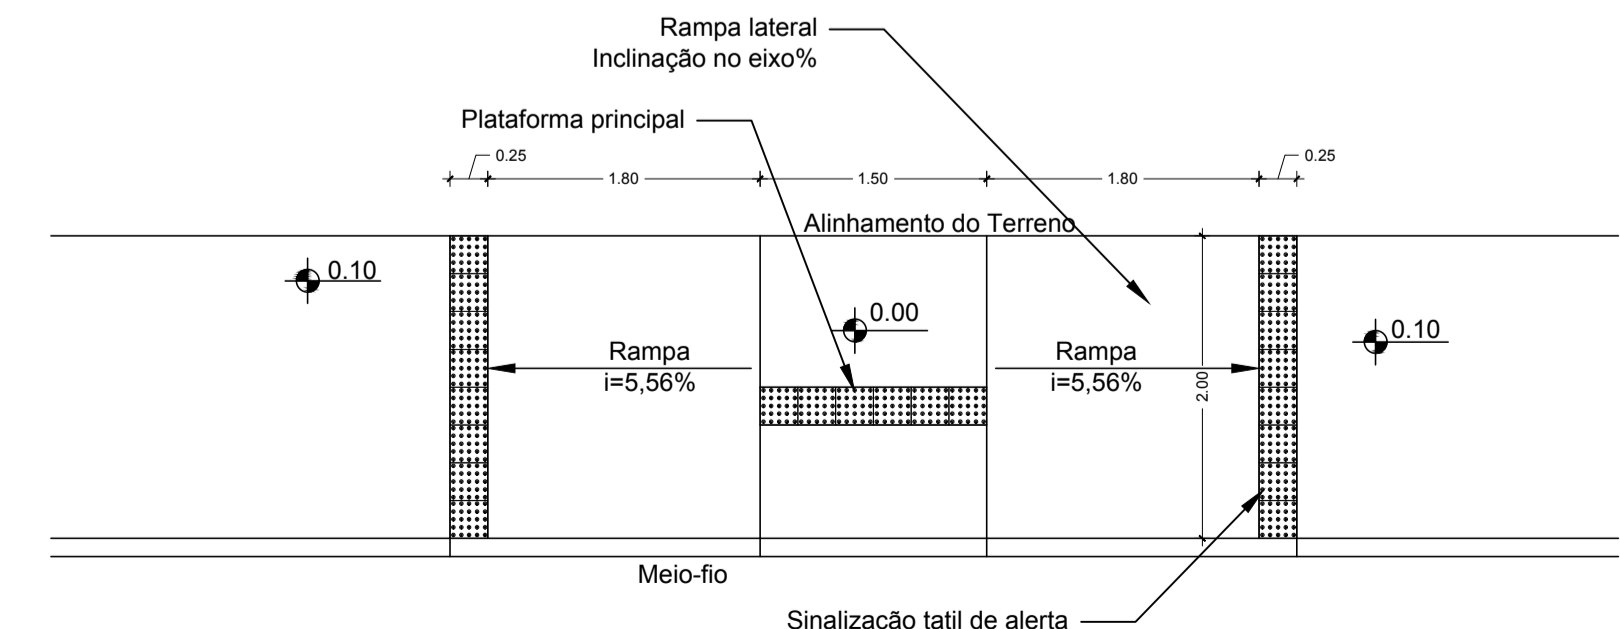 Rampa lateral
Inclinação no eixo%
Plataforma principal
0.25
1.80
1.50
1.80
0.25
Alinhamento do Terreno
0.10
0.00
0.10
Rampa
i=5,56%
Rampa
i=5,56%
2.00
Meio-fio
Sinalização tatil de alerta